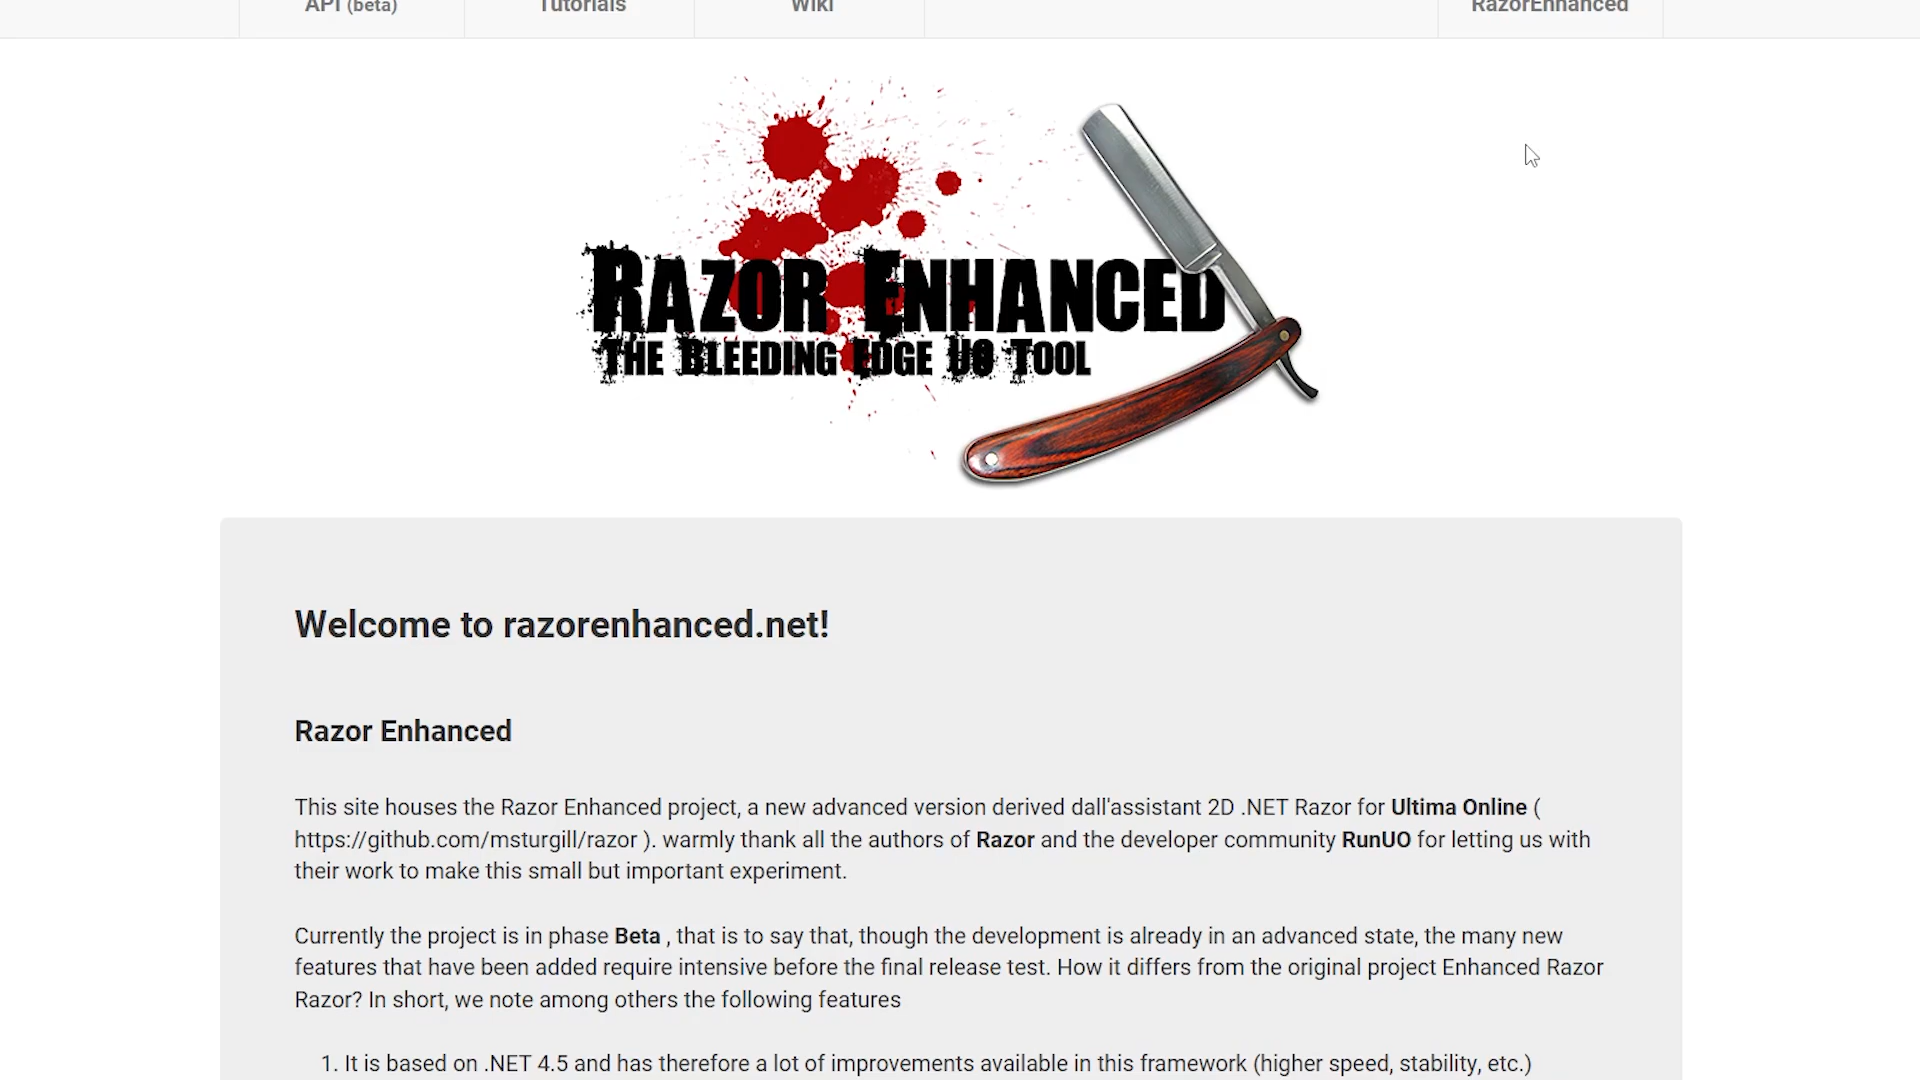 API (beta) Tutorials Wiki RazorEnhanced
RAZOR ENHANCED
THE BLEEDING EDGE UO TOOL
Welcome to razorenhanced.net!
Razor Enhanced
This site houses the Razor Enhanced project, a new advanced version derived dall'assistant 2D .NET Razor for Ultima Online (
https://github.com/msturgill/razor ). warmly thank all the authors of Razor and the developer community RunUO for letting us with
their work to make this small but important experiment.
Currently the project is in phase Beta , that is to say that, though the development is already in an advanced state, the many new
features that have been added require intensive before the final release test. How it differs from the original project Enhanced Razor
Razor? In short, we note among others the following features
1. It is based on .NET 4.5 and has therefore a lot of improvements available in this framework (higher speed, stability, etc.)